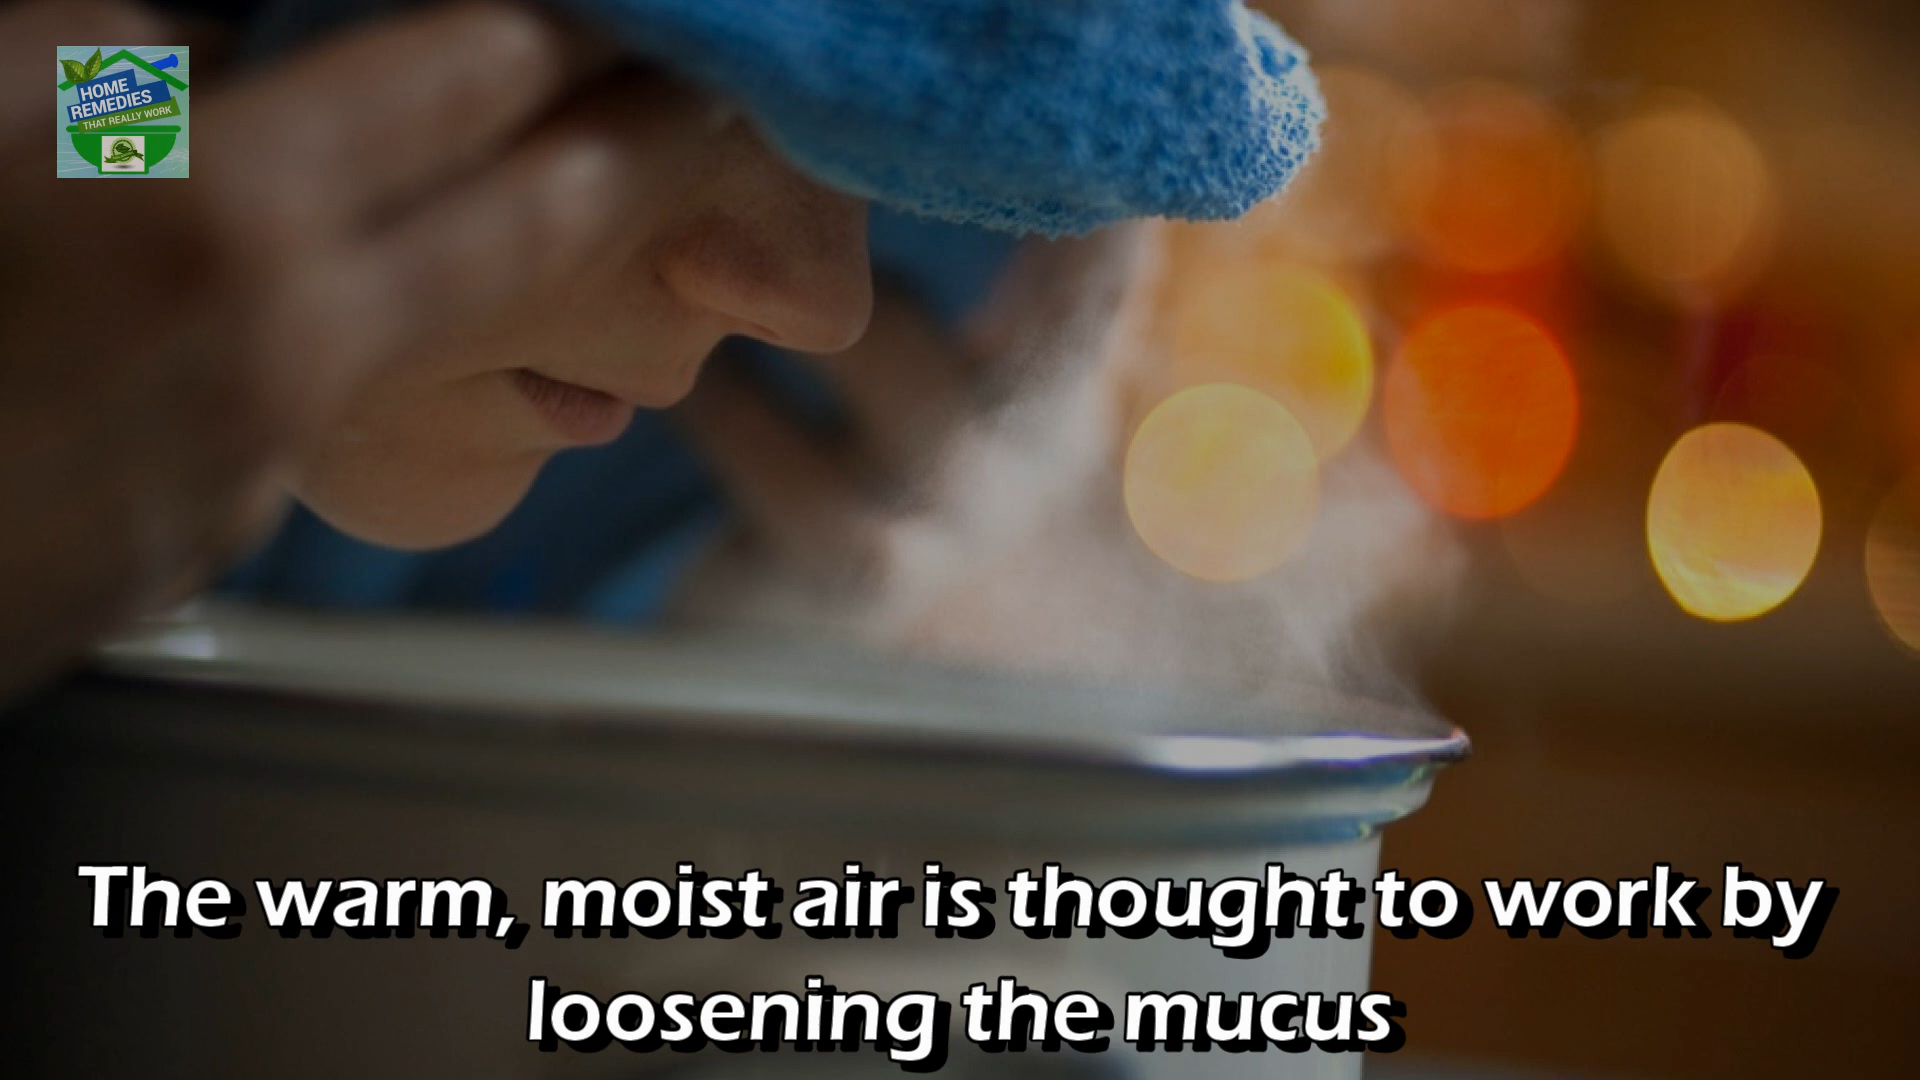 HOME
REMEDIES
THAT REALLY WORK
The warm, moist air is thought to work by
loosening the mucus